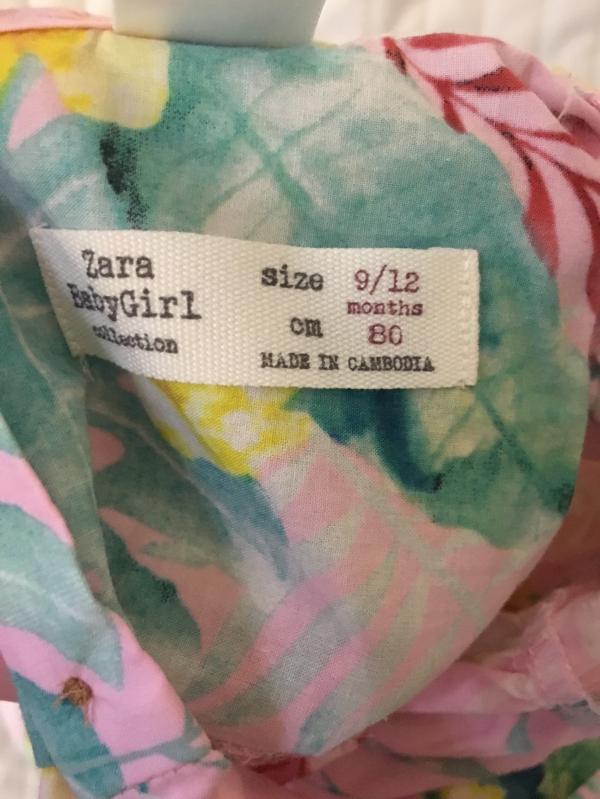 Zara
BabyGirl
collection
size 9/12
months
cm 80
MADE IN CAMBODIA